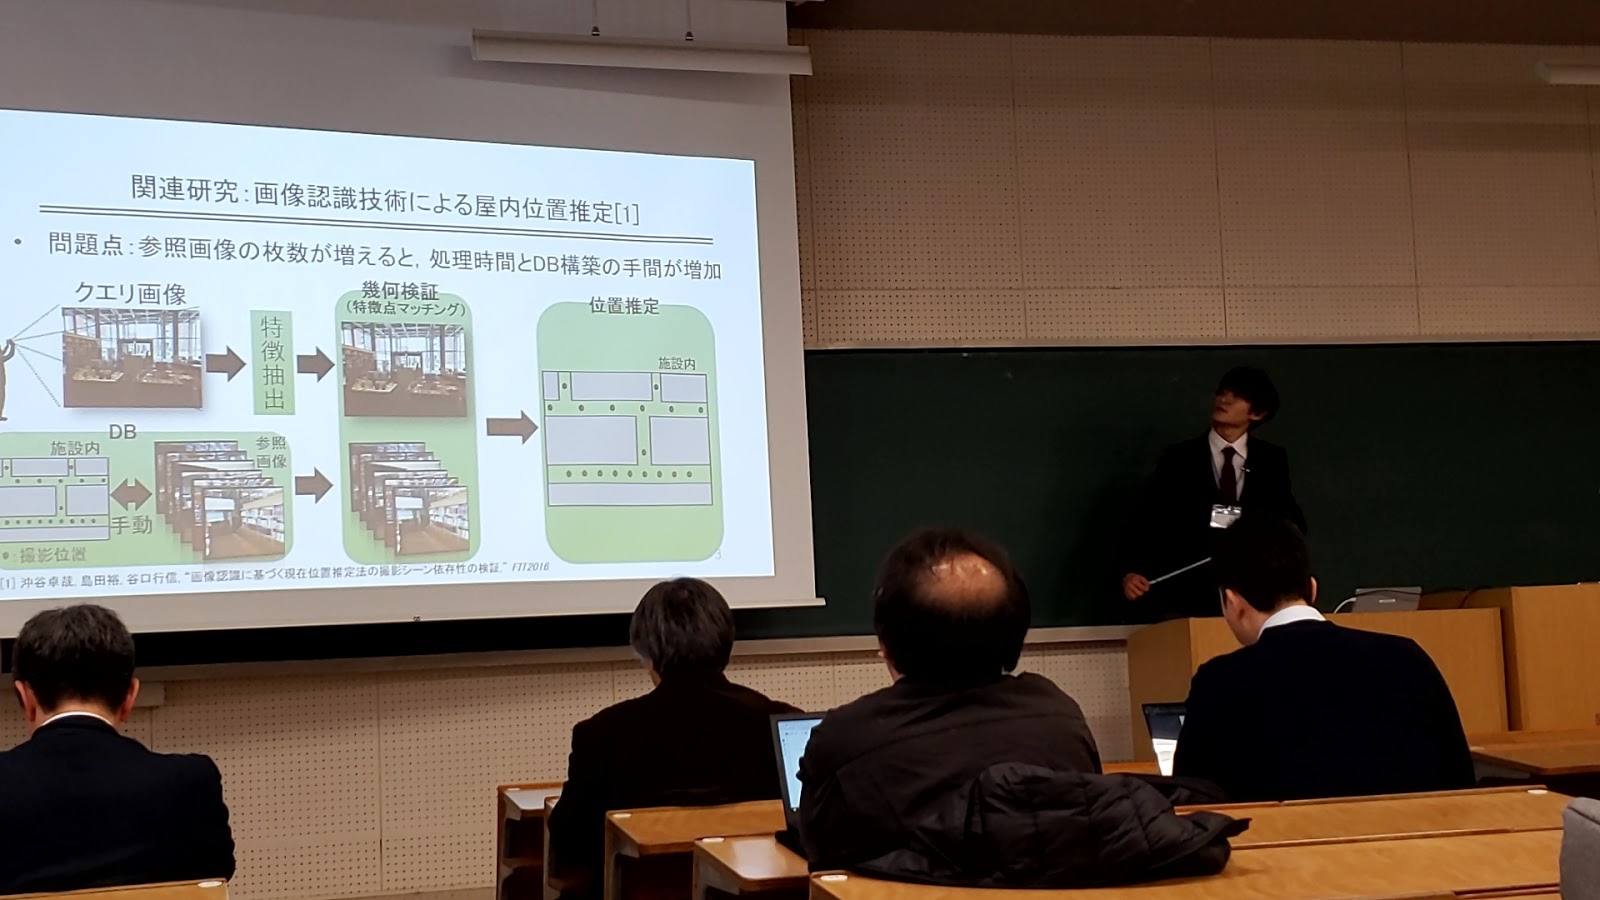 関連研究：画像認識技術による屋内位置推定[1]
• 問題点：参照画像の枚数が増えると，処理時間とDB構築の手間が増加
クエリ画像
特徴抽出
幾何検証
（特徴点マッチング）
位置推定
施設内
DB
施設内
参照
画像
手動
●：撮影位置
3
[1] 沖谷卓哉, 島田裕, 谷口行信, “画像認識に基づく現在位置推定法の撮影シーン依存性の検証,” FIT2016